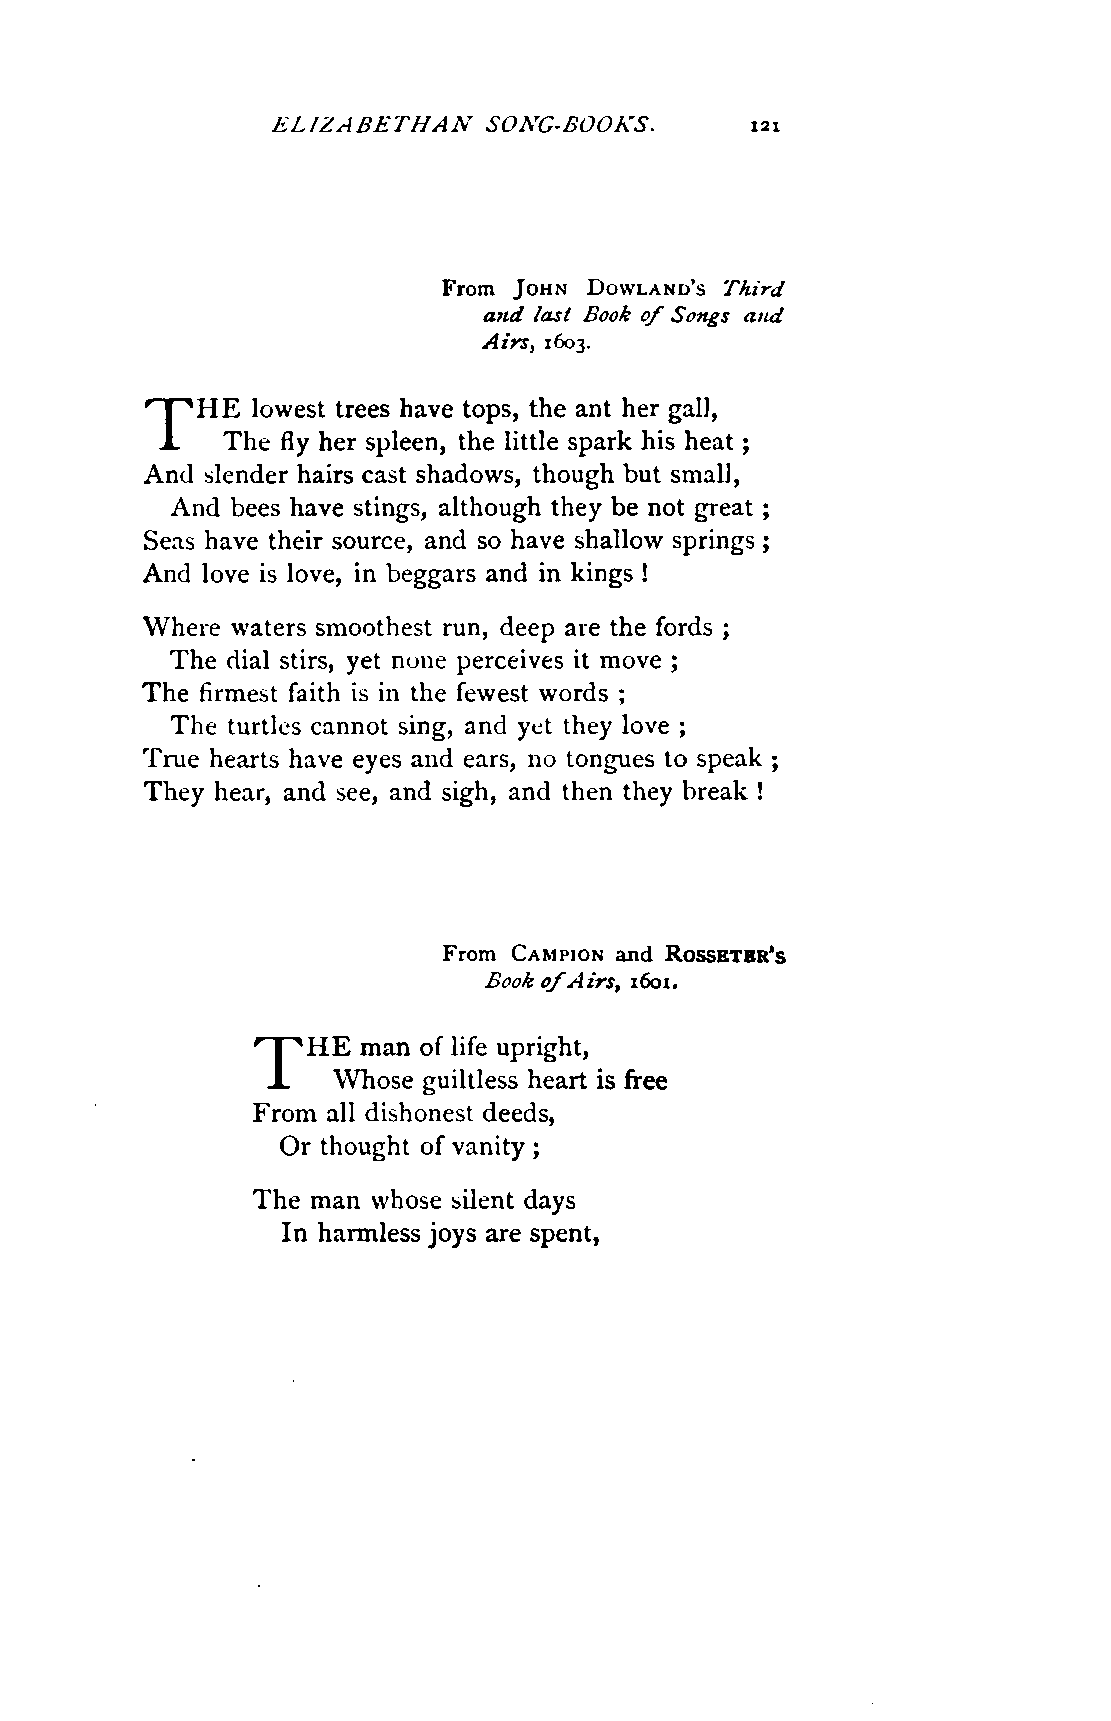 ELIZABETHAN SONG-BOOKS. 121
From JOHN DOWLAND'S Third
and last Book of Songs and
Airs, 1603.
THE lowest trees have tops, the ant her gall,
The fly her spleen, the little spark his heat ;
And slender hairs cast shadows, though but small,
And bees have stings, although they be not great ;
Seas have their source, and so have shallow springs ;
And love is love, in beggars and in kings !
Where waters smoothest run, deep are the fords ;
The dial stirs, yet none perceives it move ;
The firmest faith is in the fewest words ;
The turtles cannot sing, and yet they love ;
True hearts have eyes and ears, no tongues to speak ;
They hear, and see, and sigh, and then they break !
From CAMPION and ROSSETER'S
Book of Airs, 1601.
THE man of life upright,
Whose guiltless heart is free
From all dishonest deeds,
Or thought of vanity ;
The man whose silent days
In harmless joys are spent,